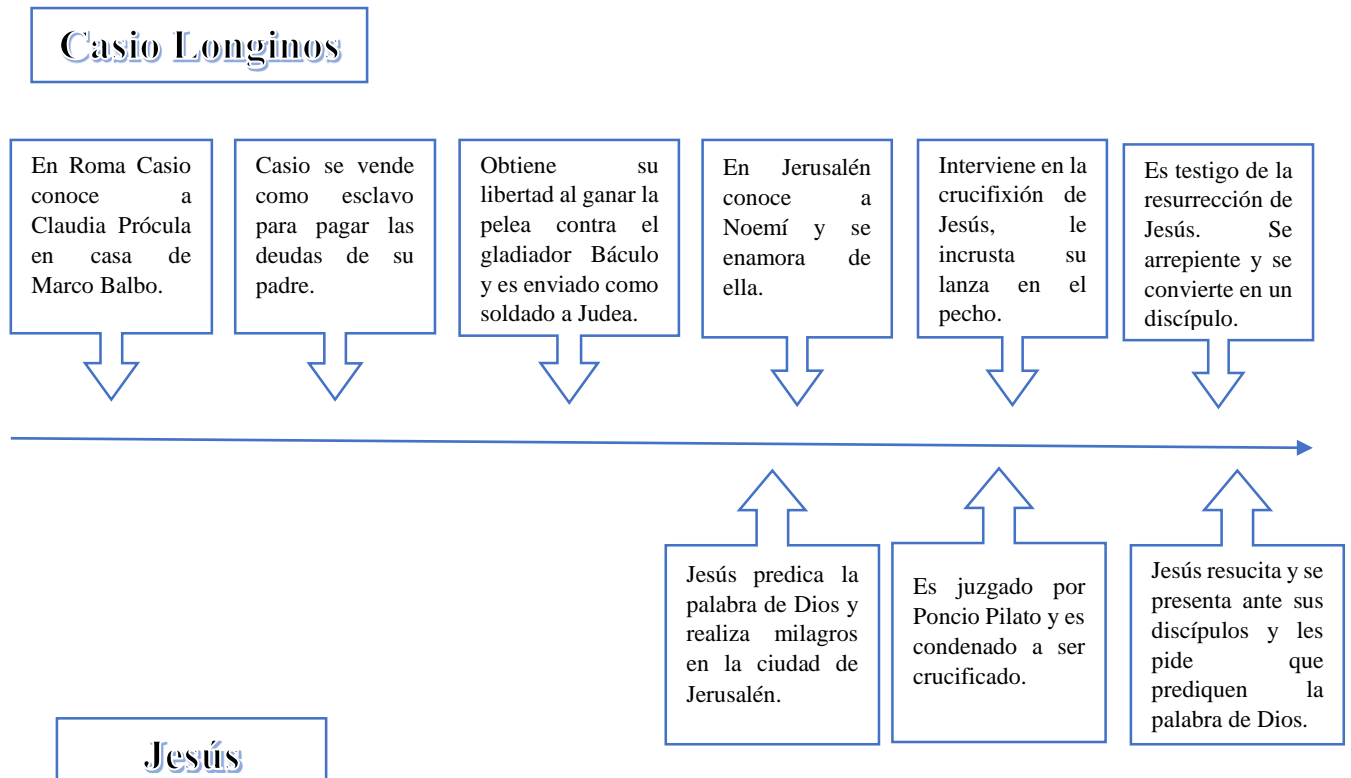 Casio Longinos
En Roma Casio
conoce a
Claudia Prócula
en casa de
Marco Balbo.
Casio se vende
como esclavo
para pagar las
deudas de su
padre.
Obtiene su
libertad al ganar la
pelea contra el
gladiador Báculo
y es enviado como
soldado a Judea.
En Jerusalén
conoce a
Noemí y se
enamora de
ella.
Interviene en la
crucifixión de
Jesús, le
incrusta su
lanza en el
pecho.
Es testigo de la
resurrección de
Jesús. Se
arrepiente y se
convierte en un
discípulo.
Jesús predica la
palabra de Dios y
realiza milagros
en la ciudad de
Jerusalén.
Es juzgado por
Poncio Pilato y es
condenado a ser
crucificado.
Jesús resucita y se
presenta ante sus
discípulos y les
pide que
prediquen la
palabra de Dios.
Jesús